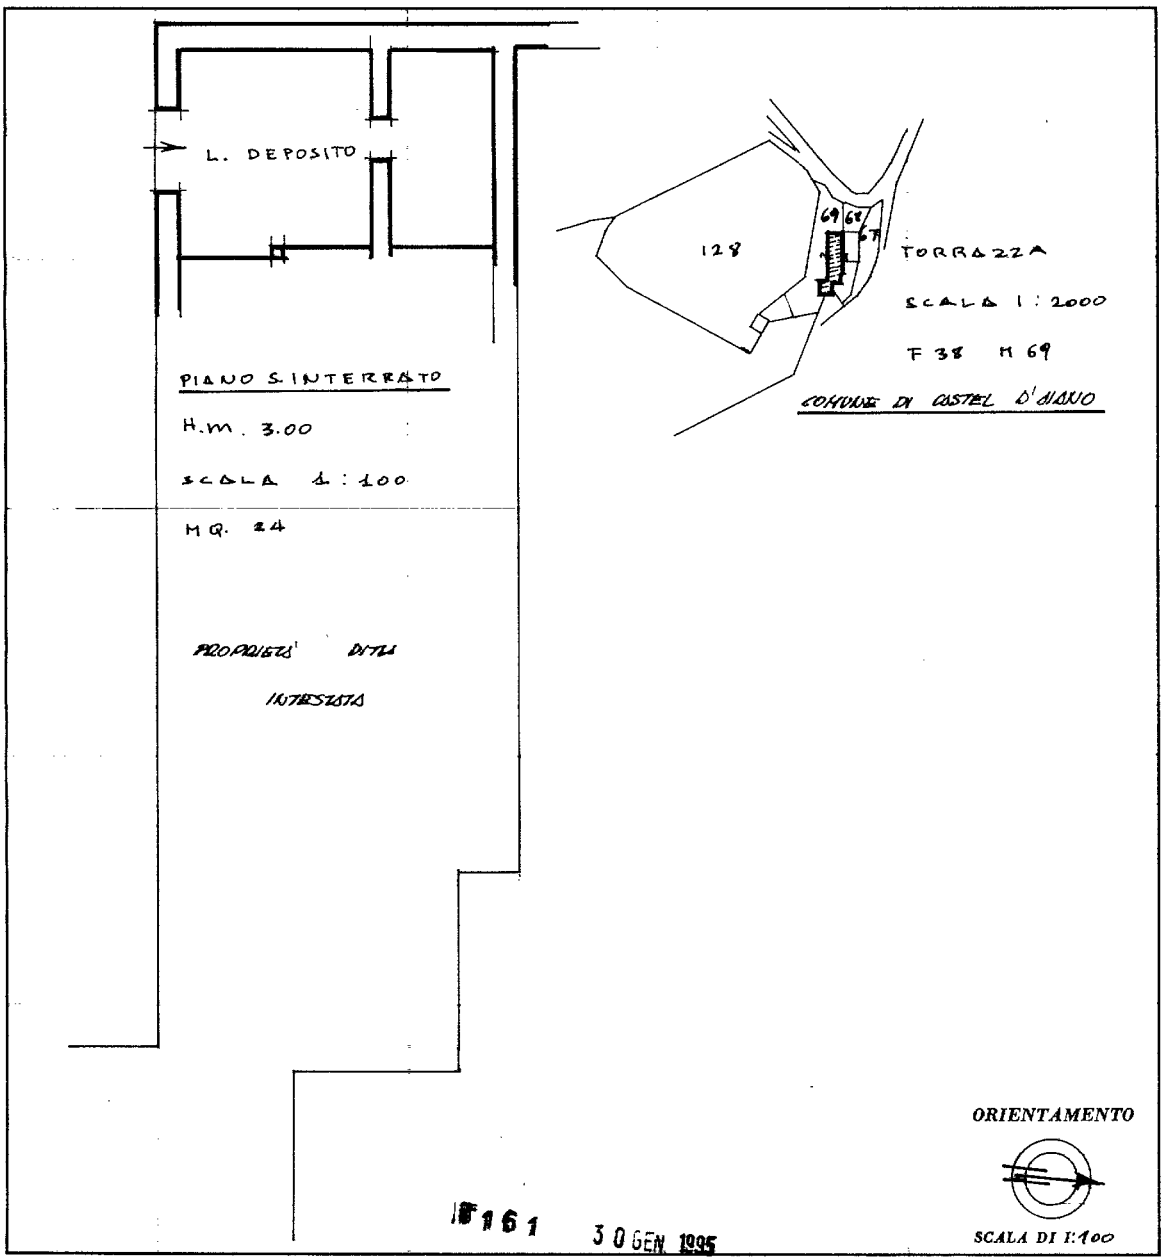 L. DEPOSITO
PIANO S. INTERRATO
H.m. 3.00
SCALA 1:100
MQ. 24
PROPRIETA' DITTA
INTESTATA
128
69
68
67
TORRAZZA
SCALA 1:2000
F 38 M 69
COMUNE DI CASTEL D'AIANO
ORIENTAMENTO
SCALA DI 1:100
161
30 GEN. 1995